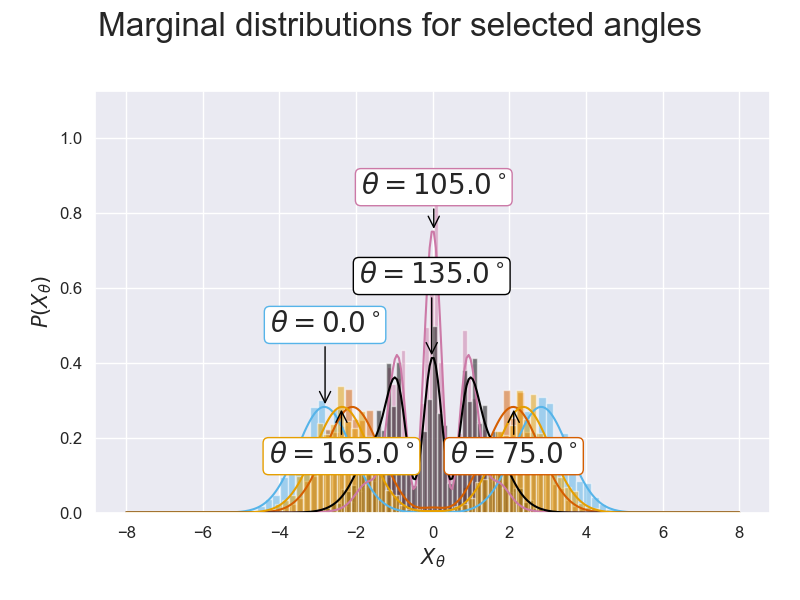 Marginal distributions for selected angles
1.0
0.8
0.6
0.4
0.2
0.0
P(X_θ)
θ = 105.0°
θ = 135.0°
θ = 0.0°
θ = 165.0°
θ = 75.0°
−8 −6 −4 −2 0 2 4 6 8
X_θ